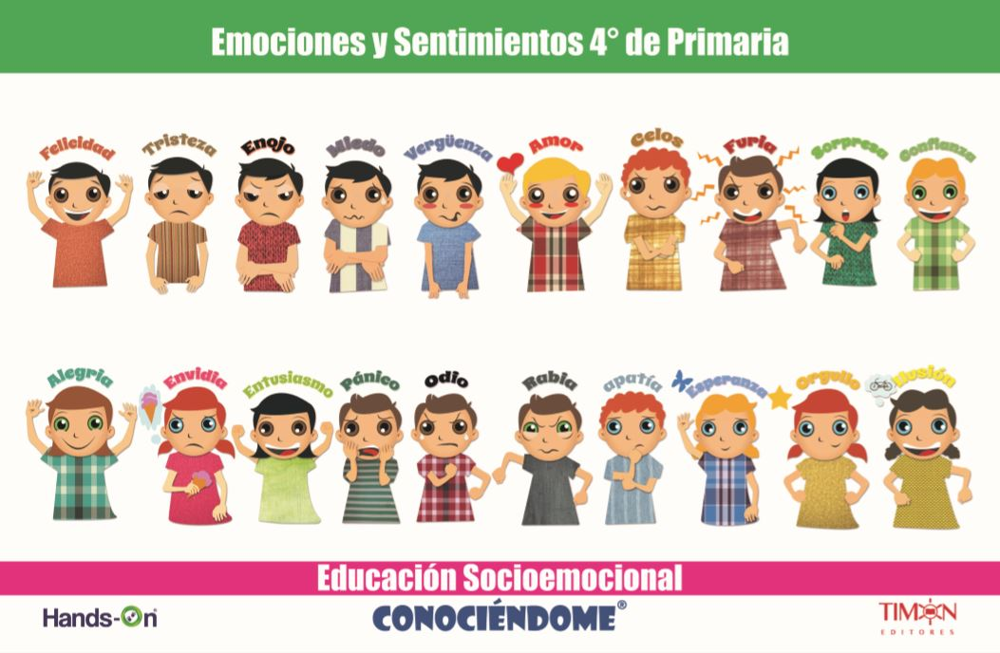 Emociones y Sentimientos 4° de Primaria
Felicidad Tristeza Enojo Miedo Vergüenza Amor Celos Furia Sorpresa Confianza
Alegría Envidia Entusiasmo Pánico Odio Rabia apatía Esperanza Orgullo Ilusión
Educación Socioemocional
Hands-On®
CONOCIÉNDOME®
TIMON
EDITORES